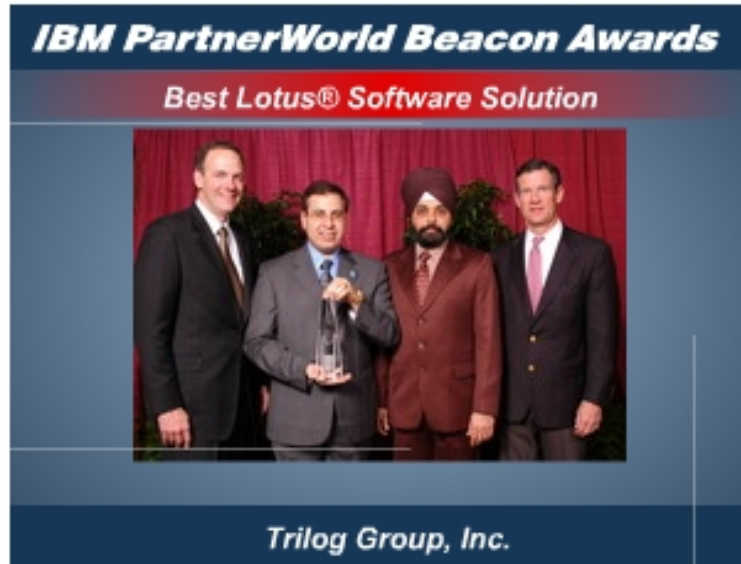 IBM PartnerWorld Beacon Awards
Best Lotus® Software Solution
Trilog Group, Inc.